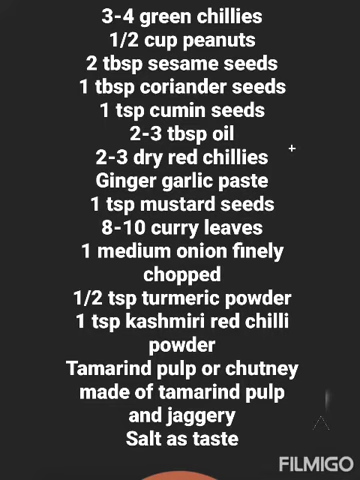 3-4 green chillies
1/2 cup peanuts
2 tbsp sesame seeds
1 tbsp coriander seeds
1 tsp cumin seeds
2-3 tbsp oil
2-3 dry red chillies
Ginger garlic paste
1 tsp mustard seeds
8-10 curry leaves
1 medium onion finely
chopped
1/2 tsp turmeric powder
1 tsp kashmiri red chilli
powder
Tamarind pulp or chutney
made of tamarind pulp
and jaggery
Salt as taste
FILMIGO